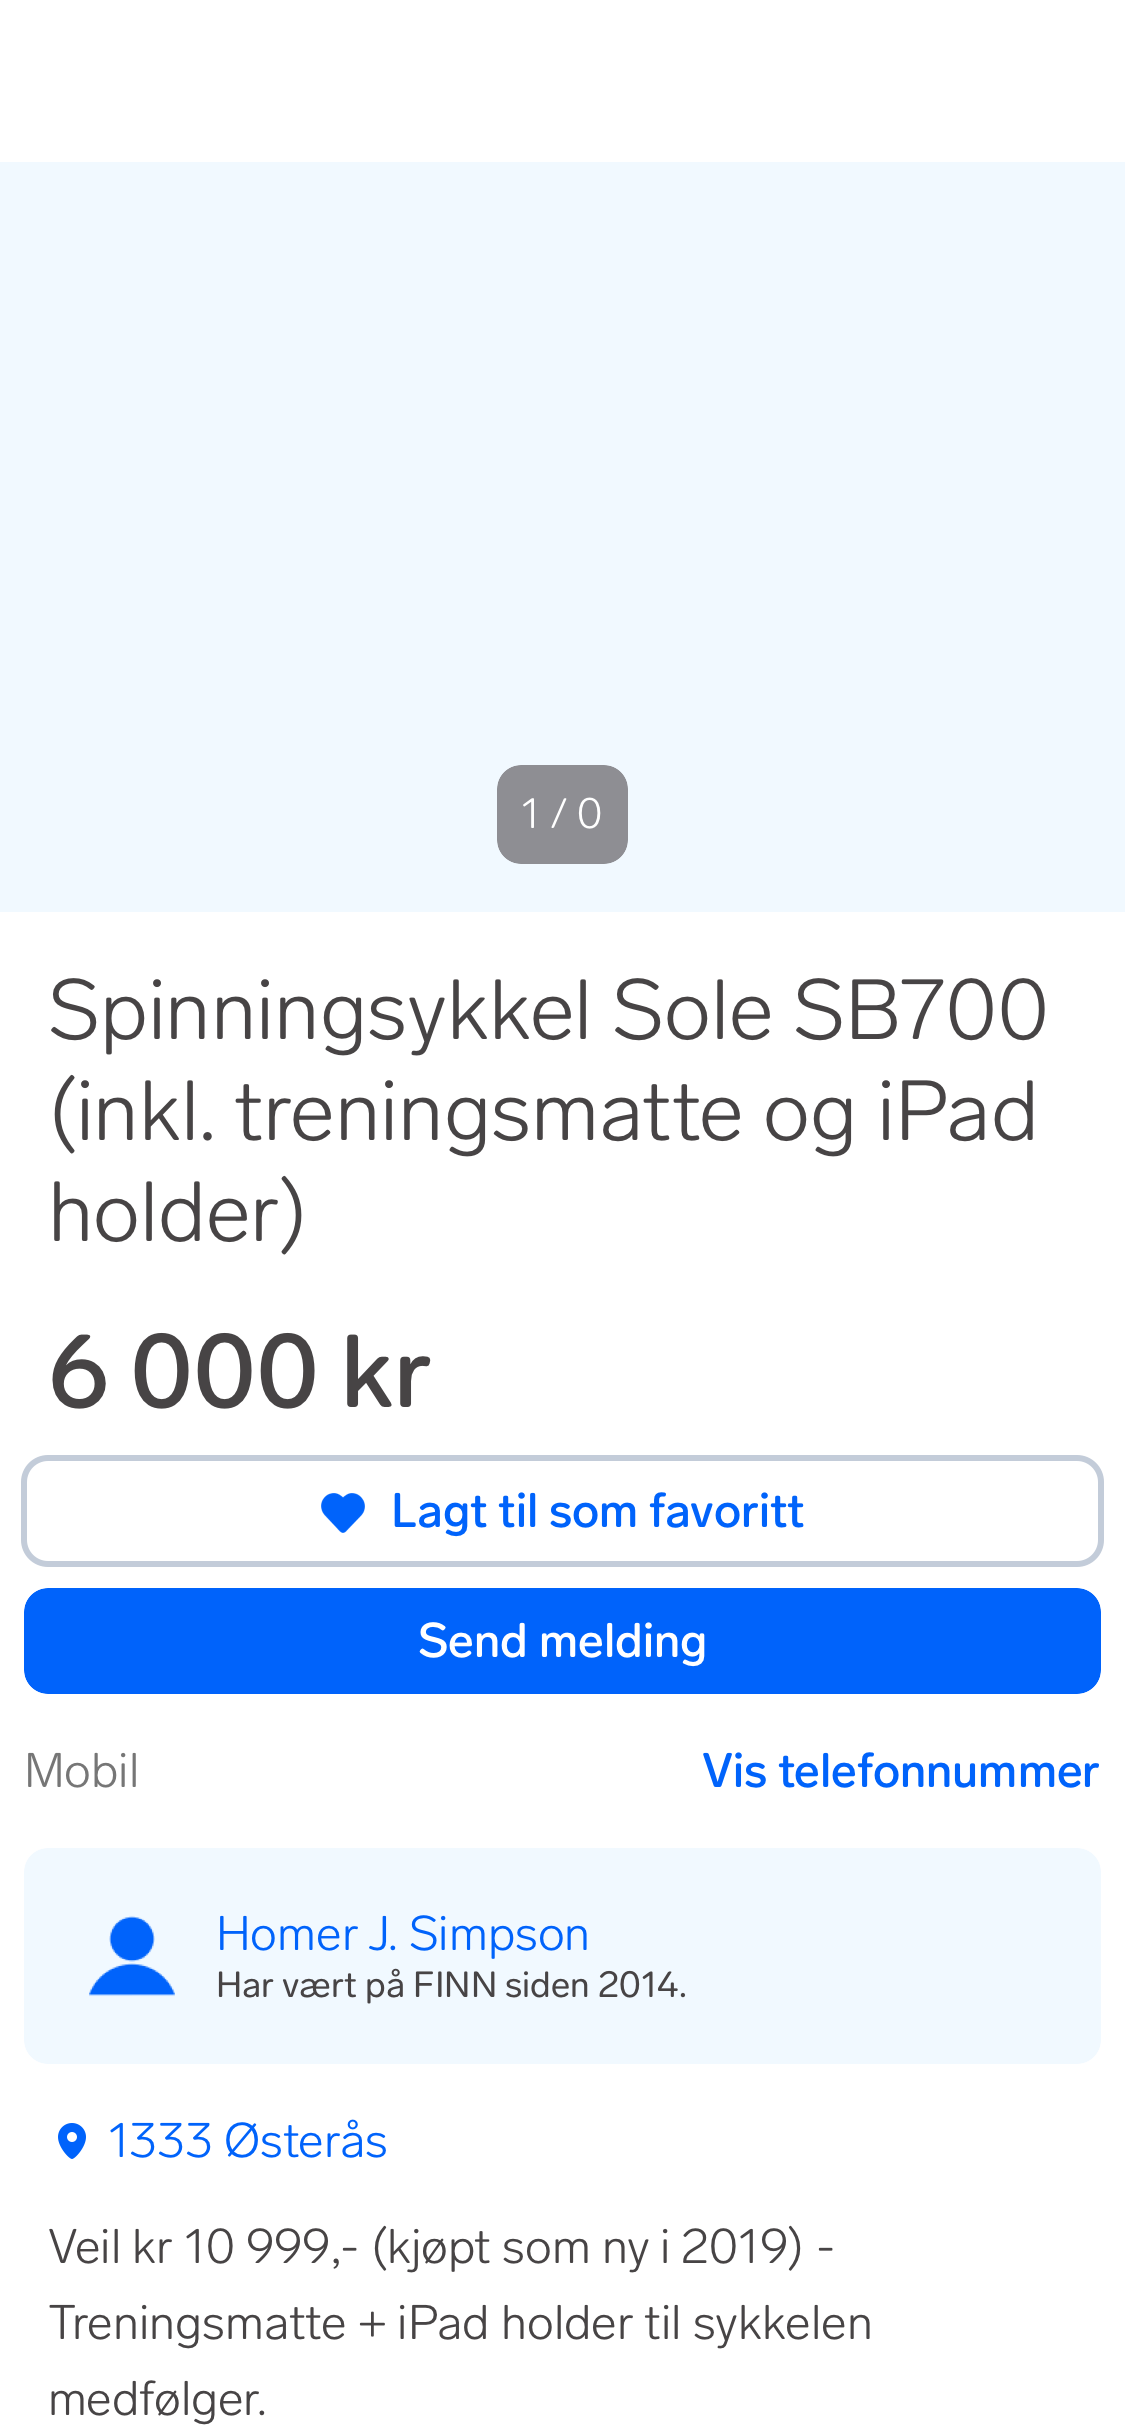 1 / 0
Spinningsykkel Sole SB700
(inkl. treningsmatte og iPad
holder)
6 000 kr
Lagt til som favoritt
Send melding
Mobil
Vis telefonnummer
Homer J. Simpson
Har vært på FINN siden 2014.
1333 Østerås
Veil kr 10 999,- (kjøpt som ny i 2019) -
Treningsmatte + iPad holder til sykkelen
medfølger.